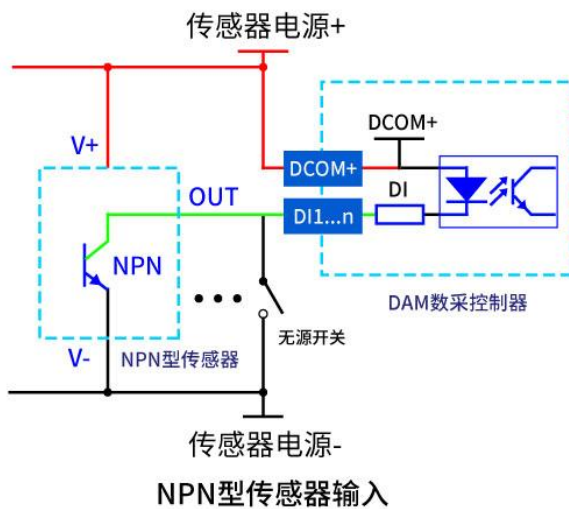 传感器电源+
DCOM+
V+
DCOM+
OUT
DI
DI1...n
NPN
DAM数采控制器
无源开关
V-
NPN型传感器
传感器电源-
NPN型传感器输入